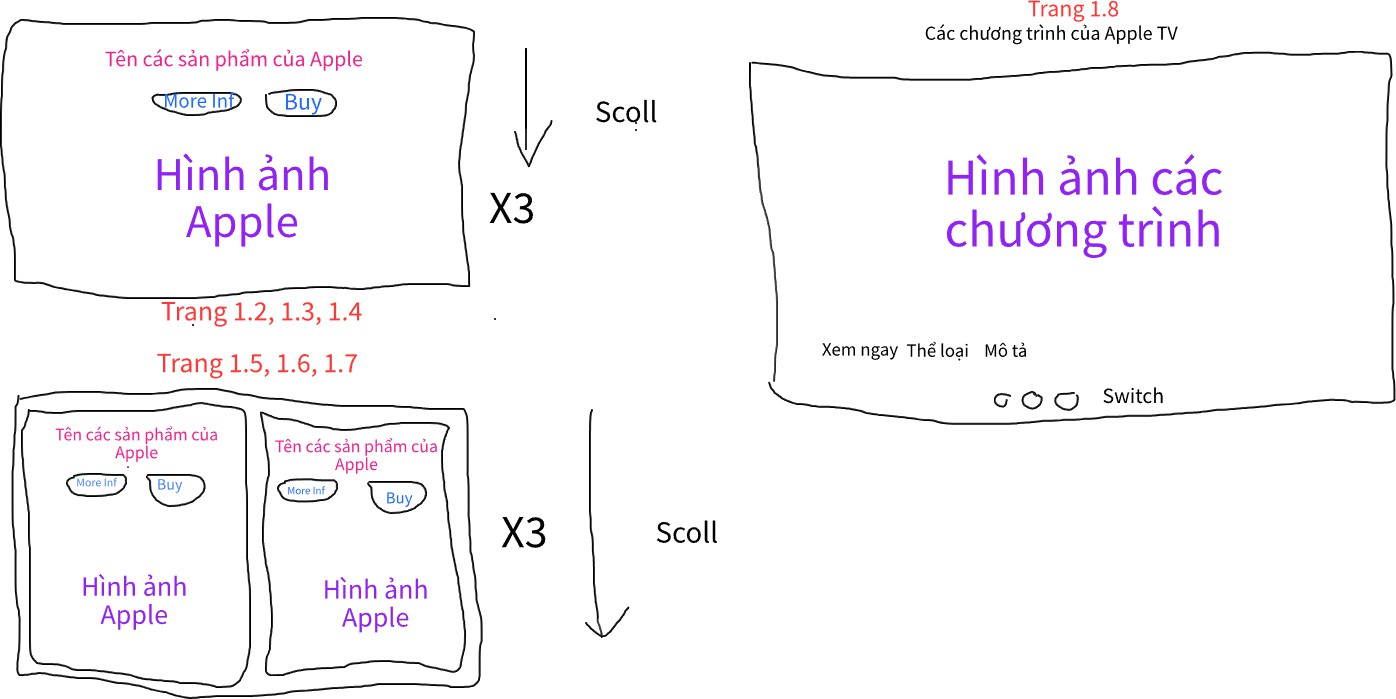 Tên các sản phẩm của Apple
More Inf
Buy
Hình ảnh
Apple
Scoll
X3
Trang 1.2, 1.3, 1.4
Trang 1.5, 1.6, 1.7
Tên các sản phẩm của
Apple
More Inf
Buy
Hình ảnh
Apple
Tên các sản phẩm của
Apple
More Inf
Buy
Hình ảnh
Apple
X3
Scoll
Trang 1.8
Các chương trình của Apple TV
Hình ảnh các
chương trình
Xem ngay Thể loại Mô tả
Switch